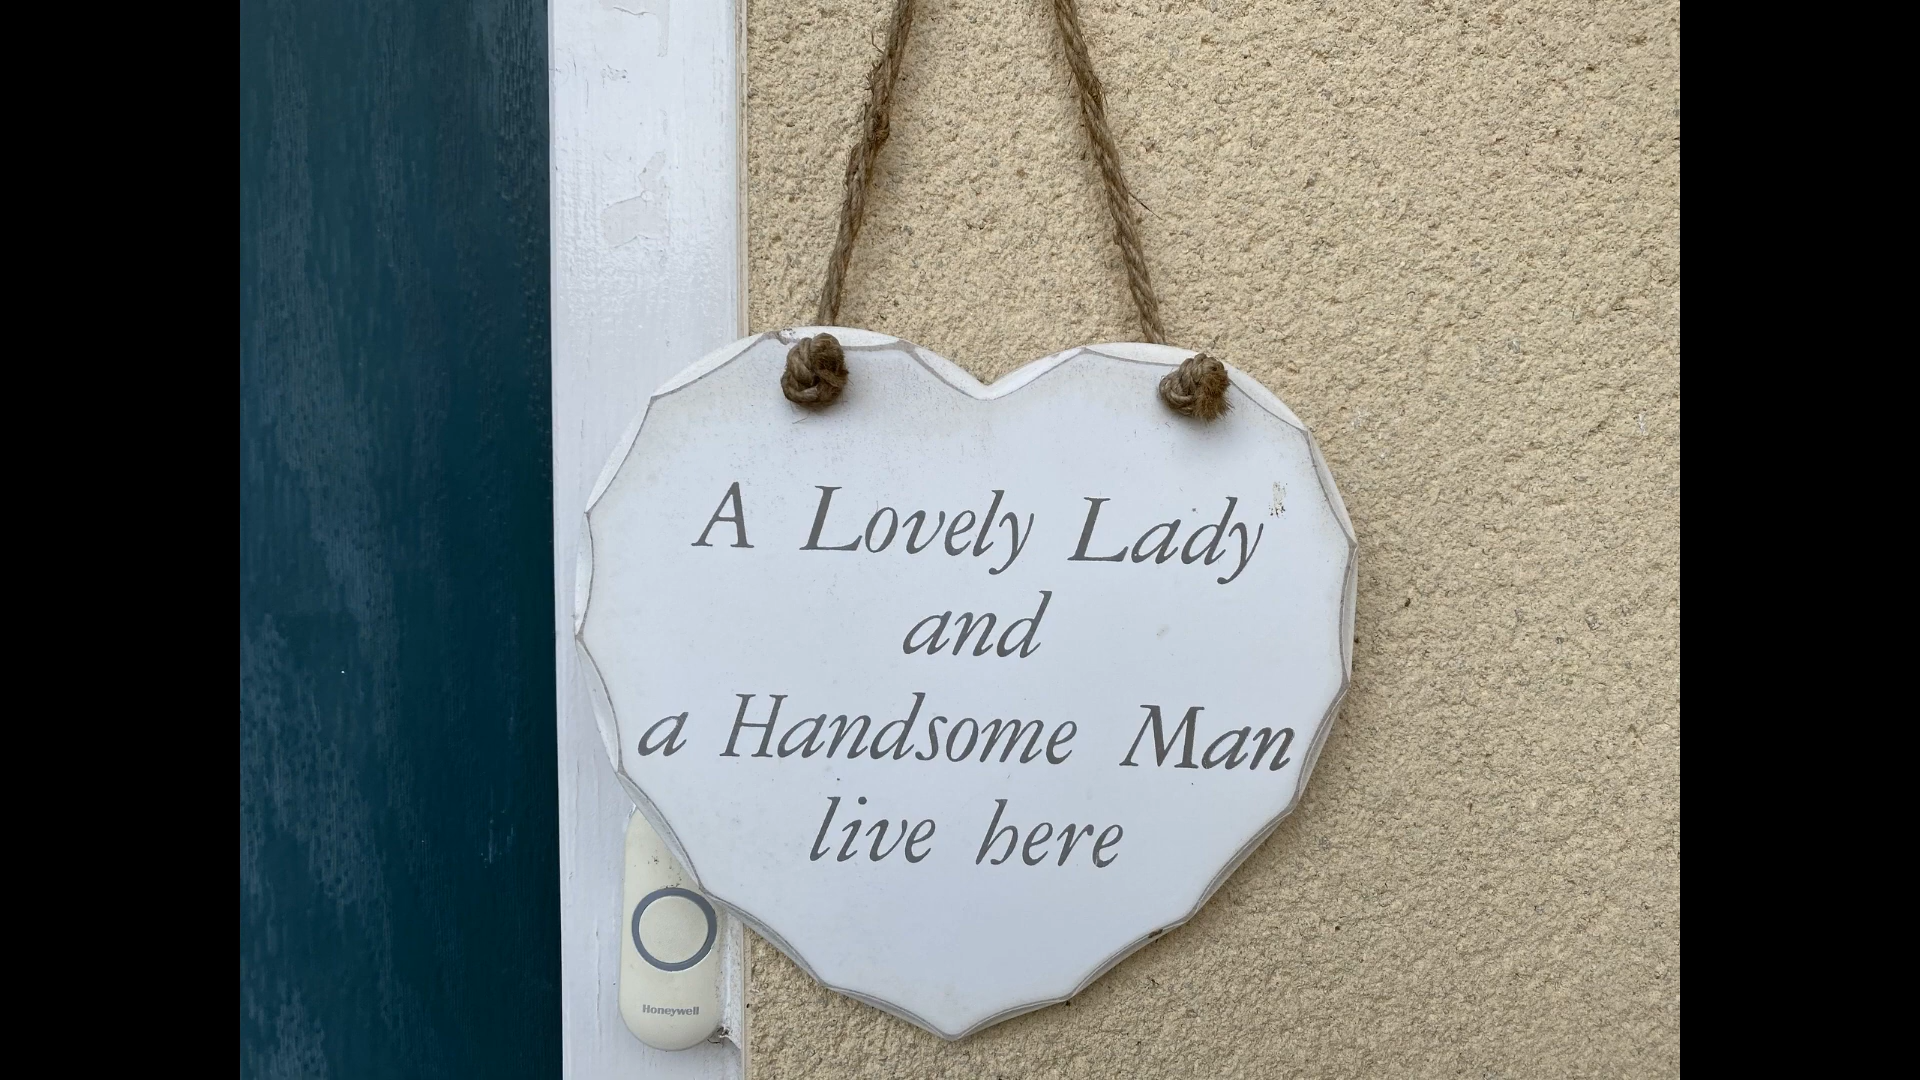 A Lovely Lady
and
a Handsome Man
live here
Honeywell